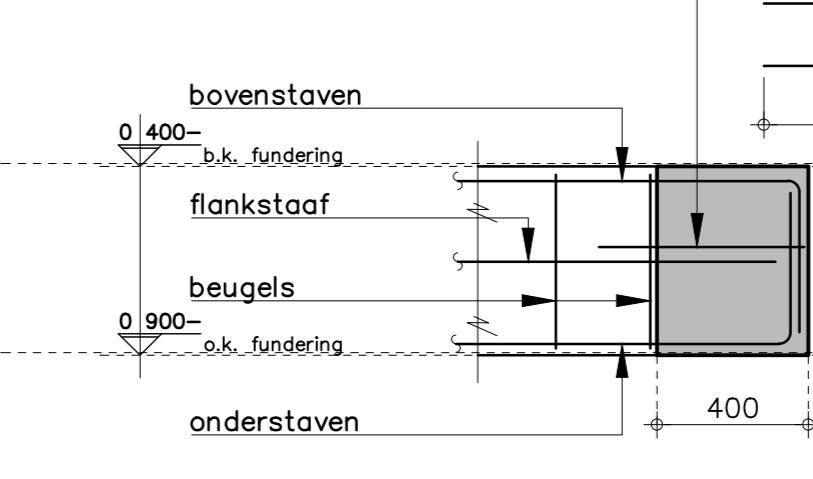 bovenstaven
0 400-
b.k. fundering
flankstaaf
beugels
0 900-
o.k. fundering
400
onderstaven